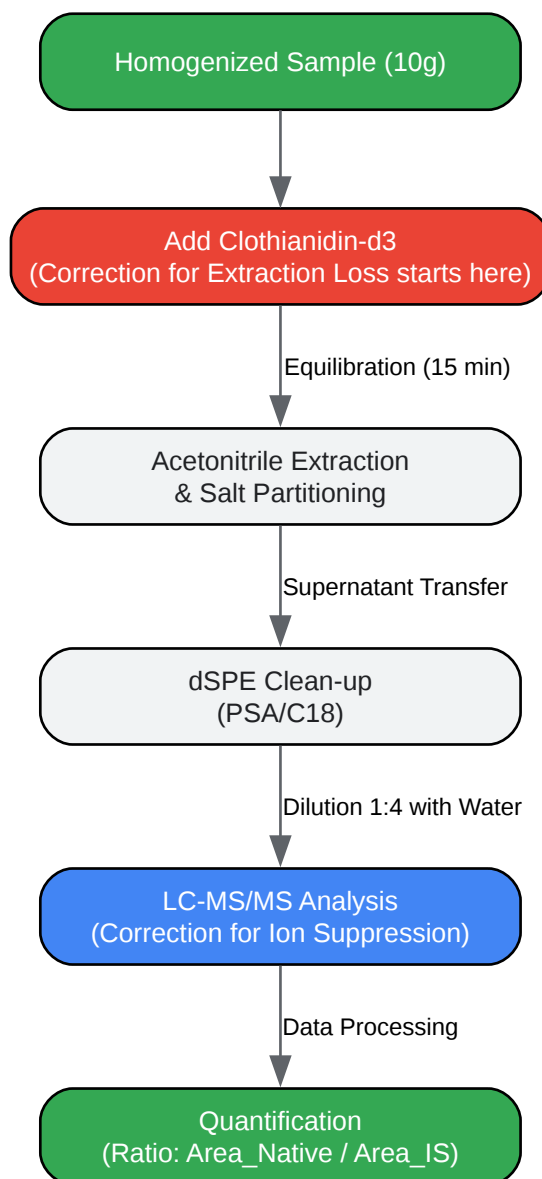 Homogenized Sample (10g)
Add Clothianidin-d3
(Correction for Extraction Loss starts here)
Equilibration (15 min)
Acetonitrile Extraction
& Salt Partitioning
Supernatant Transfer
dSPE Clean-up
(PSA/C18)
Dilution 1:4 with Water
LC-MS/MS Analysis
(Correction for Ion Suppression)
Data Processing
Quantification
(Ratio: Area_Native / Area_IS)